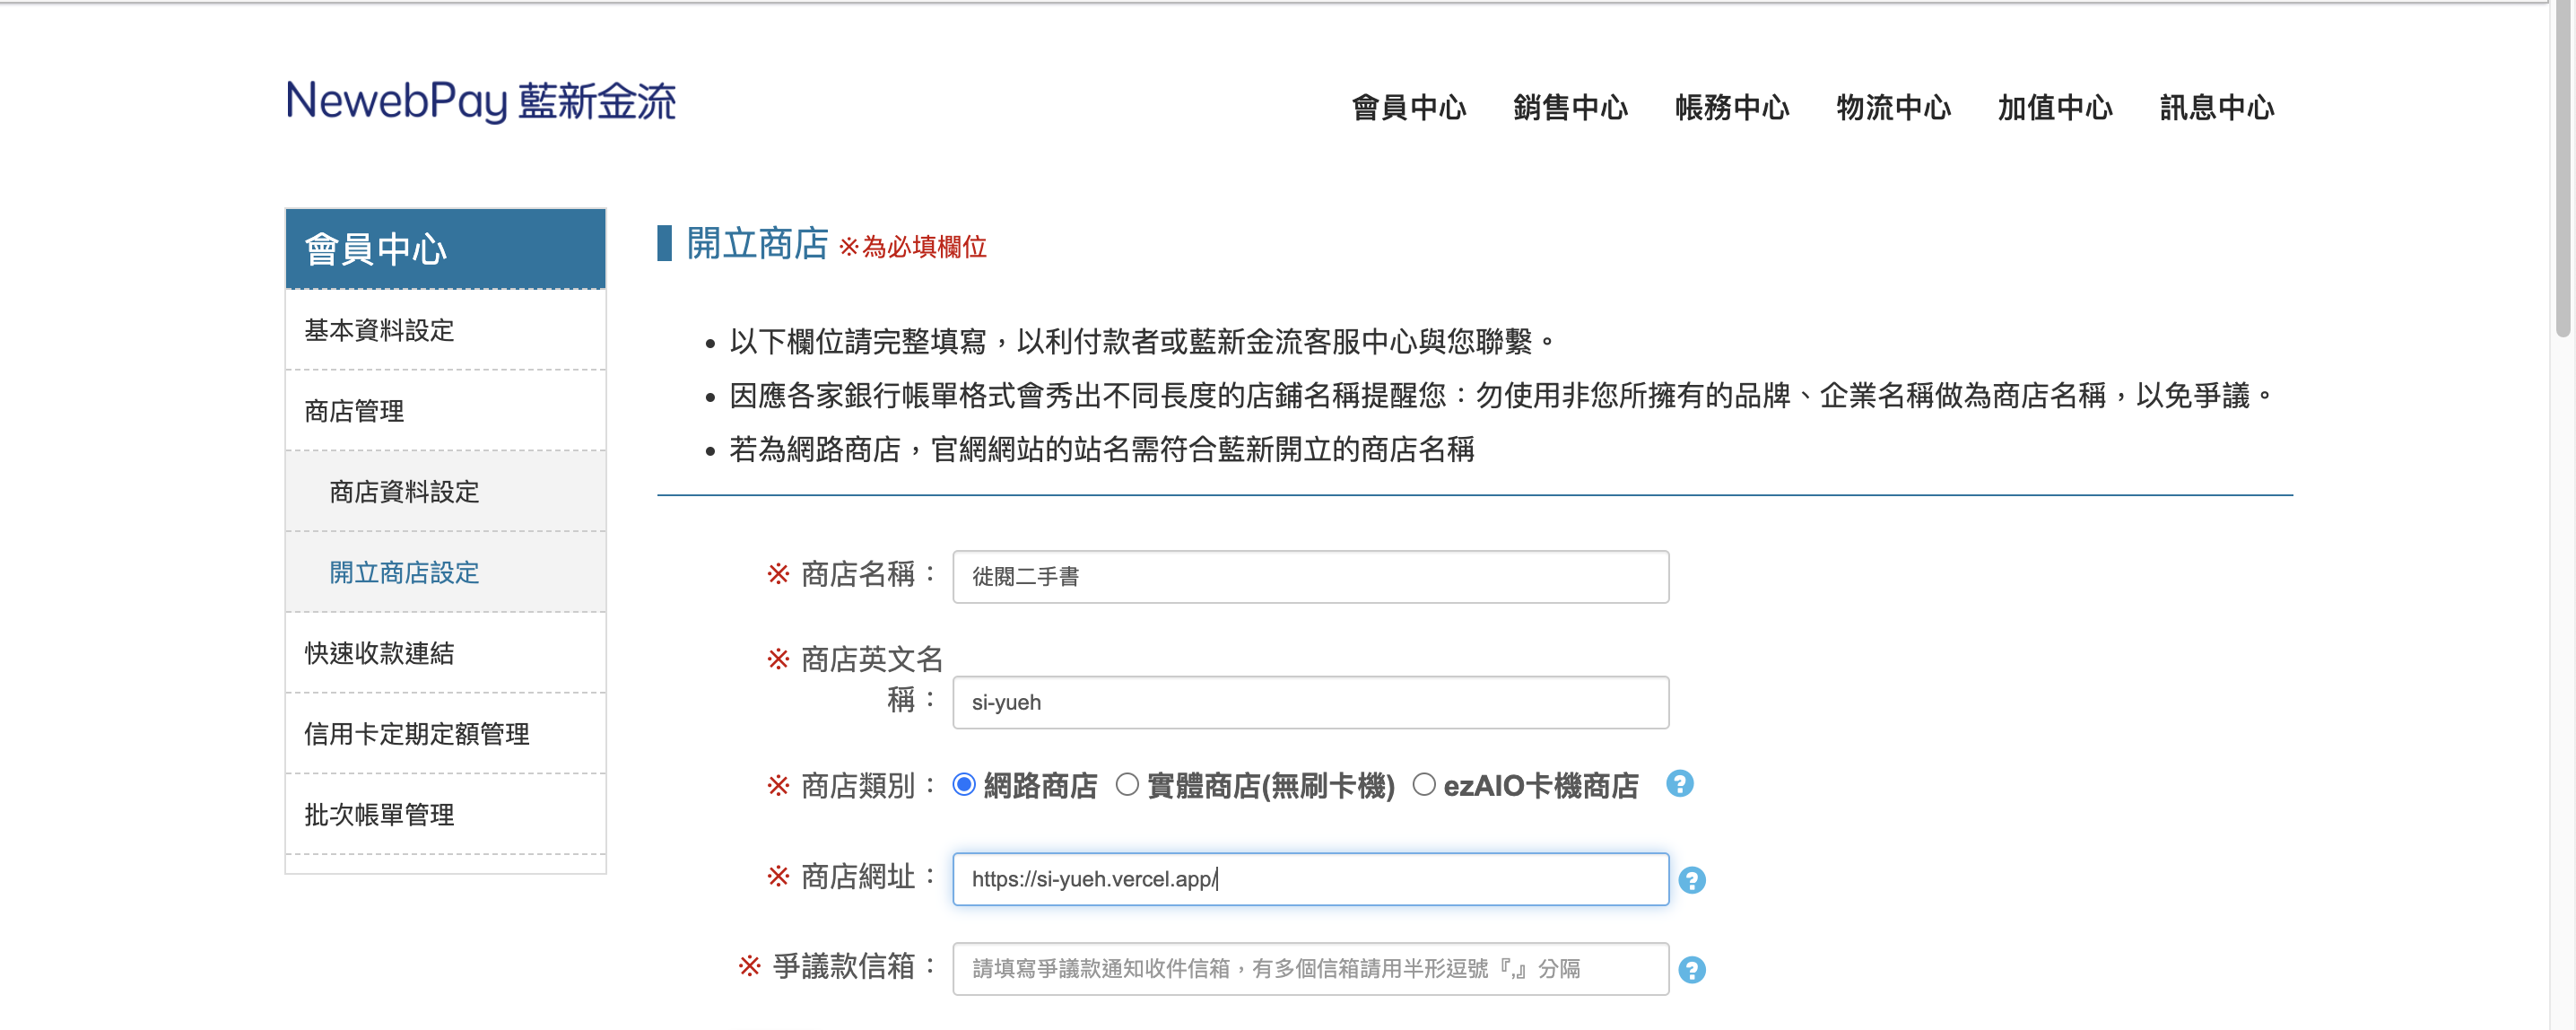 NewebPay 藍新金流
會員中心 銷售中心 帳務中心 物流中心 加值中心 訊息中心
會員中心
基本資料設定
商店管理
商店資料設定
開立商店設定
快速收款連結
信用卡定期定額管理
批次帳單管理
開立商店 ※為必填欄位
• 以下欄位請完整填寫，以利付款者或藍新金流客服中心與您聯繫。
• 因應各家銀行帳單格式會秀出不同長度的店鋪名稱提醒您：勿使用非您所擁有的品牌、企業名稱做為商店名稱，以免爭議。
• 若為網路商店，官網網站的站名需符合藍新開立的商店名稱
※ 商店名稱： 徙閱二手書
※ 商店英文名
稱： si-yueh
※ 商店類別： 網路商店 實體商店(無刷卡機) ezAIO卡機商店 ?
※ 商店網址： https://si-yueh.vercel.app/ ?
※ 爭議款信箱： 請填寫爭議款通知收件信箱，有多個信箱請用半形逗號『,』分隔 ?